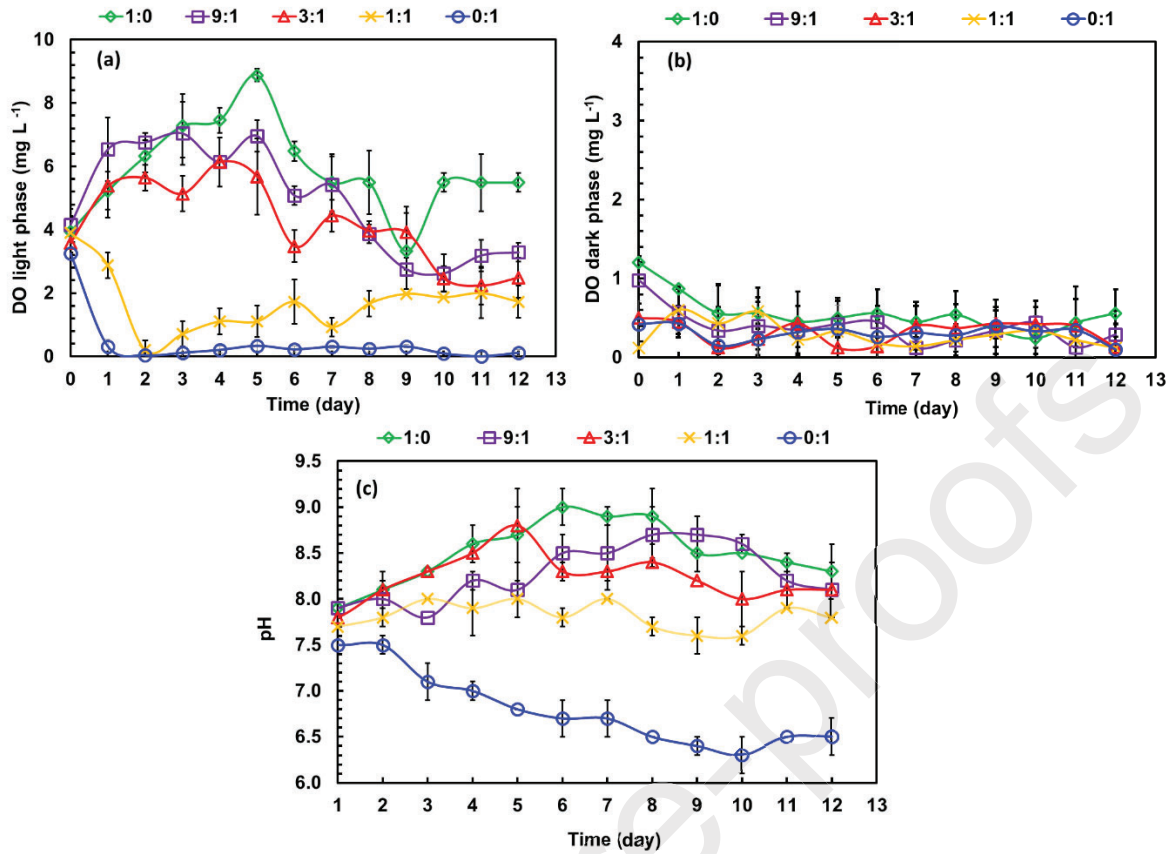 1:0 9:1 3:1 1:1 0:1
(a)
DO light phase (mg L -1)
10
8
6
4
2
0
0 1 2 3 4 5 6 7 8 9 10 11 12 13
Time (day)
1:0 9:1 3:1 1:1 0:1
(b)
DO dark phase (mg L -1)
4
3
2
1
0
0 1 2 3 4 5 6 7 8 9 10 11 12 13
Time (day)
1:0 9:1 3:1 1:1 0:1
(c)
pH
9.5
9.0
8.5
8.0
7.5
7.0
6.5
6.0
1 2 3 4 5 6 7 8 9 10 11 12 13
Time (day)
e-proofs